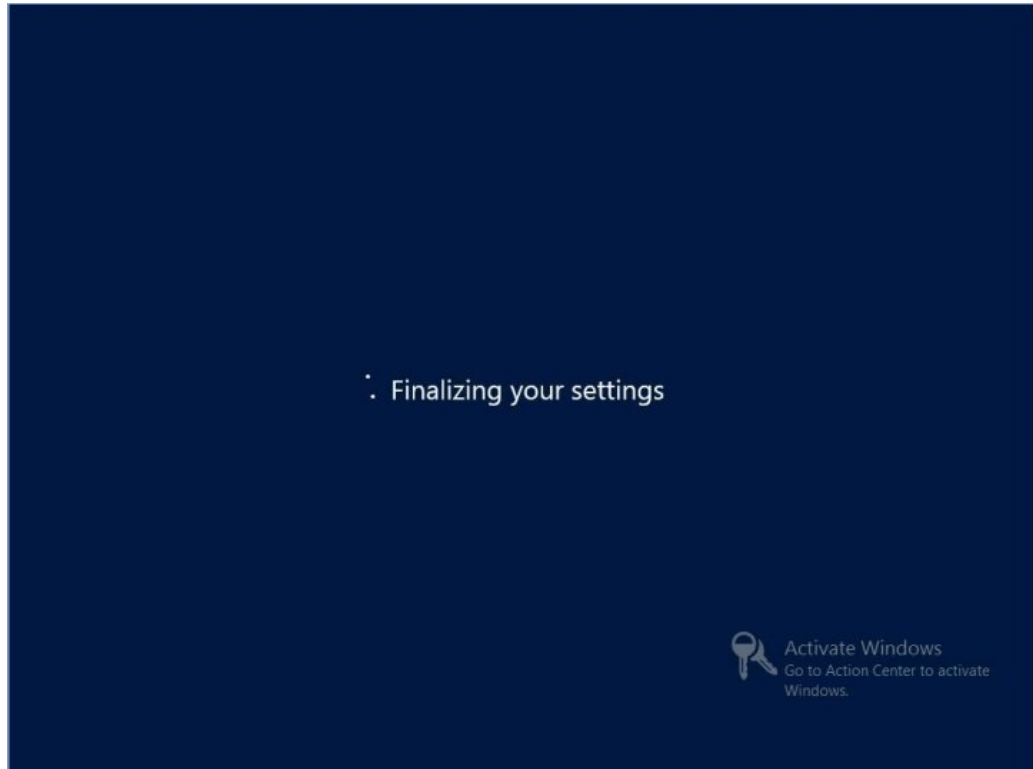 Finalizing your settings
Activate Windows
Go to Action Center to activate
Windows.